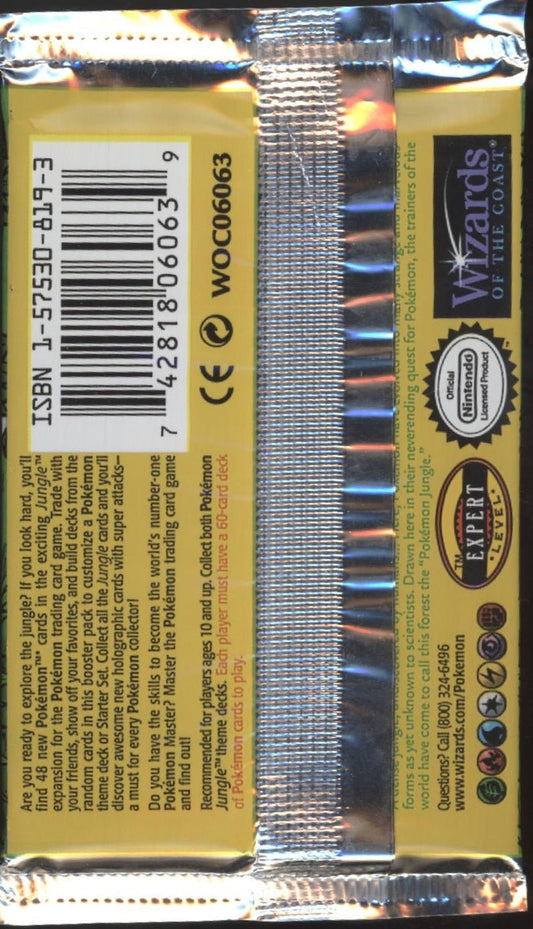 Are you ready to explore the jungle? If you look hard, you'll
find 48 new Pokémon™* cards in the exciting Jungle™
expansion for the Pokémon trading card game. Trade with
your friends, show off your favorites, and build decks from the
random cards in this booster pack to customize a Pokémon
theme deck or Starter Set. Collect all the Jungle cards and you'll
discover awesome new holographic cards with super attacks—
a must for every Pokémon collector!
Do you have the skills to become the world's number-one
Pokémon Master? Master the Pokémon trading card game
and find out!
Recommended for players ages 10 and up. Collect both Pokémon
Jungle™ theme decks. Each player must have a 60-card deck
of Pokémon cards to play.
ISBN 1-57530-819-3
7 42818 06063 9
CE WOC06063
forms as yet unknown to scientists. Drawn here in their neverending quest for Pokémon, the trainers of the
world have come to call this forest the “Pokémon Jungle.”
Questions? Call (800) 324-6496
www.wizards.com/Pokemon
™
EXPERT
LEVEL
Official
Nintendo
Licensed Product
™
Wizards
OF THE COAST®